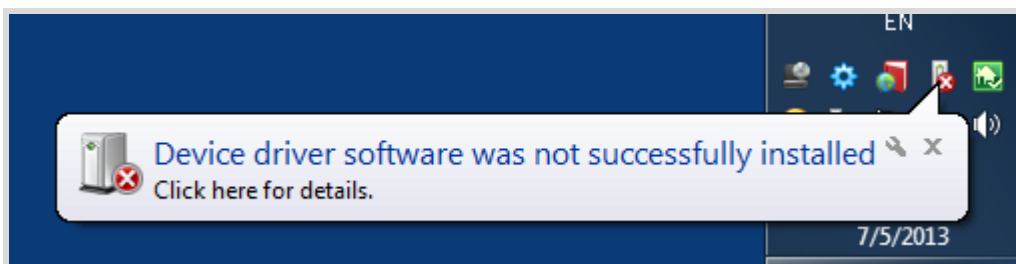 EN
Device driver software was not successfully installed
Click here for details.
7/5/2013